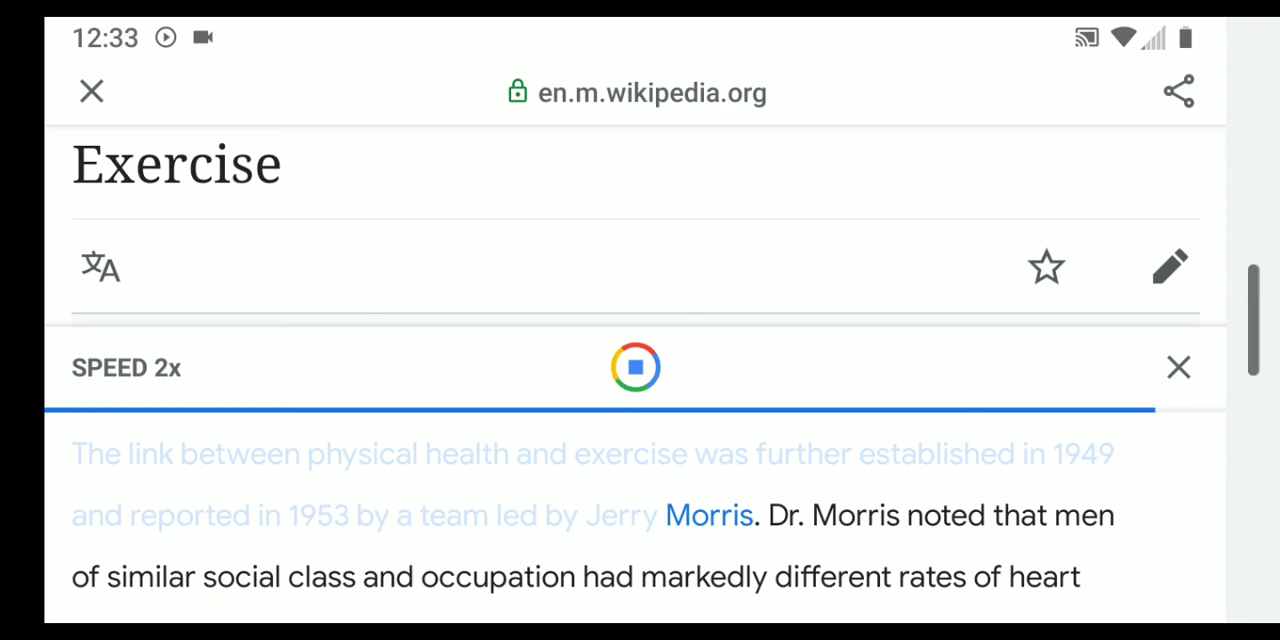 12:33
en.m.wikipedia.org
Exercise
文A
SPEED 2x
The link between physical health and exercise was further established in 1949
and reported in 1953 by a team led by Jerry Morris. Dr. Morris noted that men
of similar social class and occupation had markedly different rates of heart